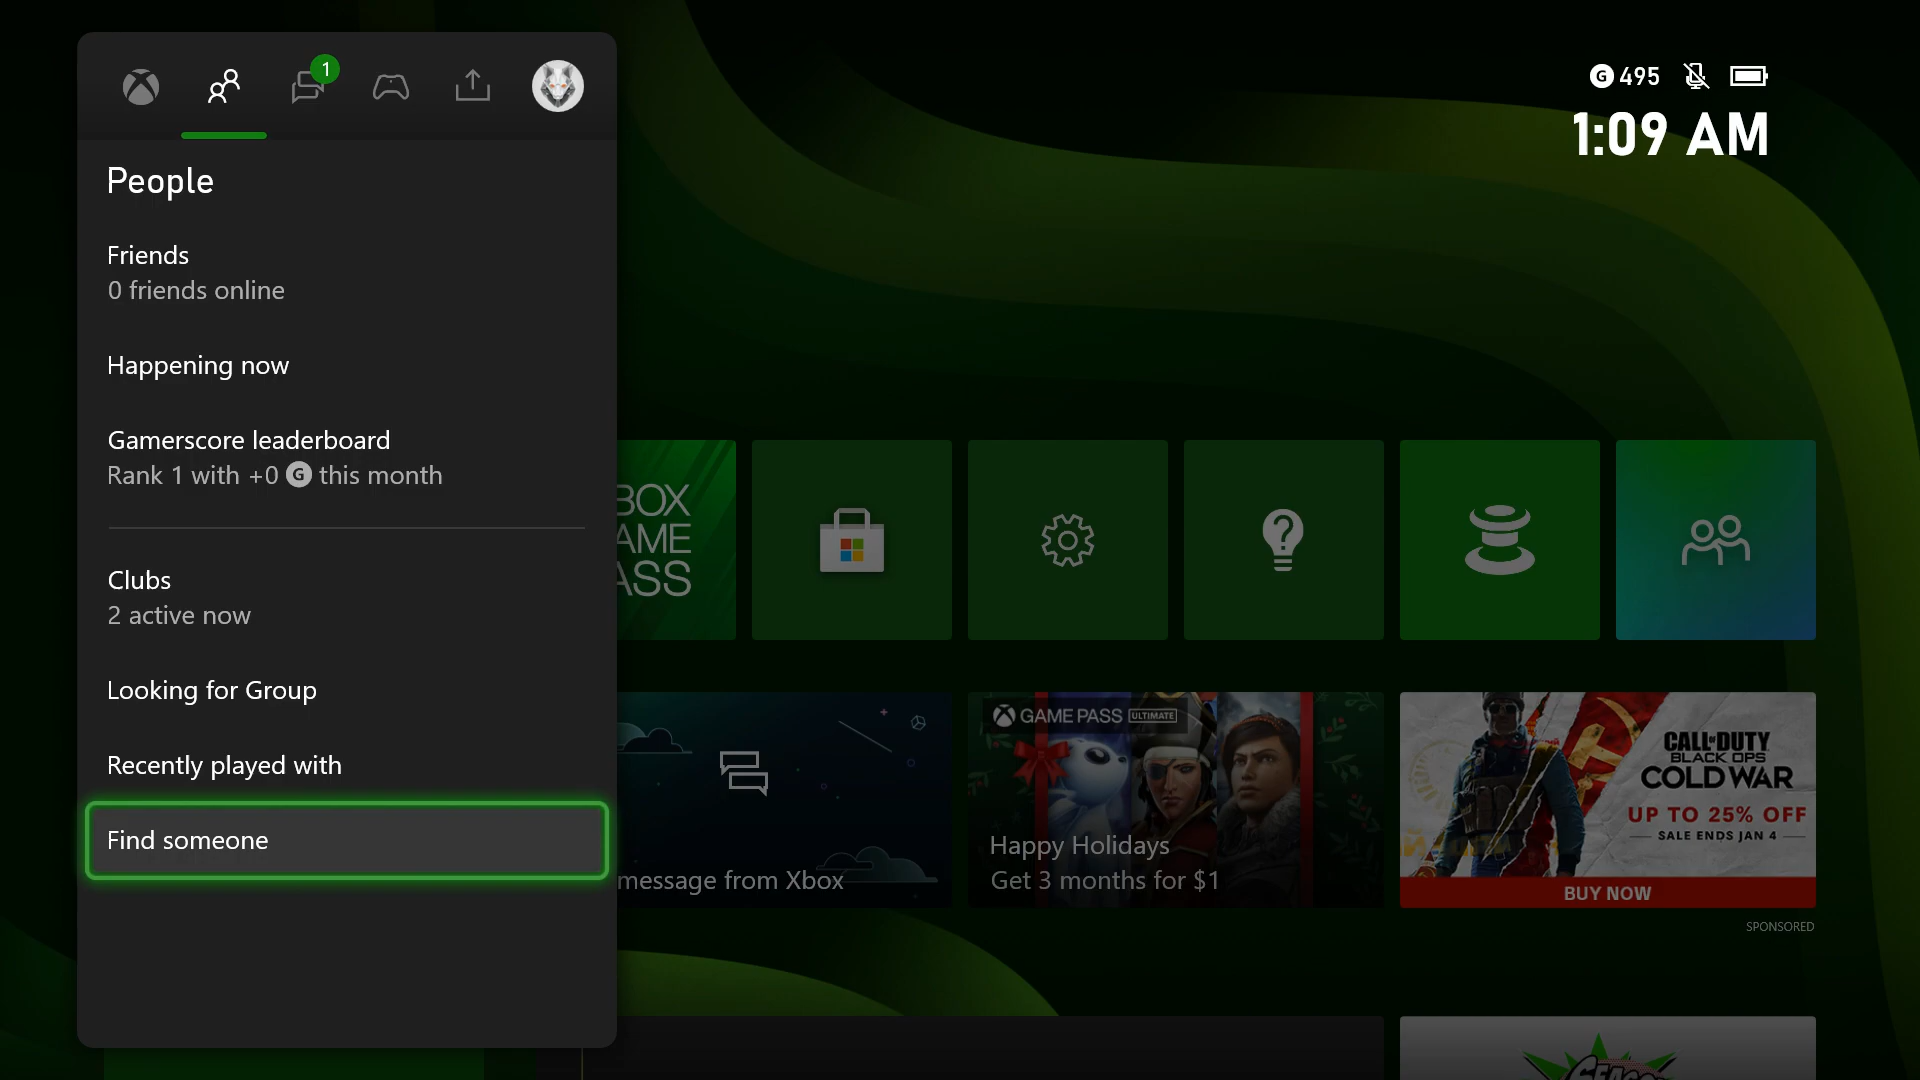 1
G 495
1:09 AM
People
Friends
0 friends online
Happening now
Gamerscore leaderboard
Rank 1 with +0 G this month
Clubs
2 active now
Looking for Group
Recently played with
Find someone
BOX
AME
ASS
?
message from Xbox
GAME PASS ULTIMATE
Happy Holidays
Get 3 months for $1
CALL OF DUTY
BLACK OPS
COLD WAR
UP TO 25% OFF
SALE ENDS JAN 4
BUY NOW
SPONSORED